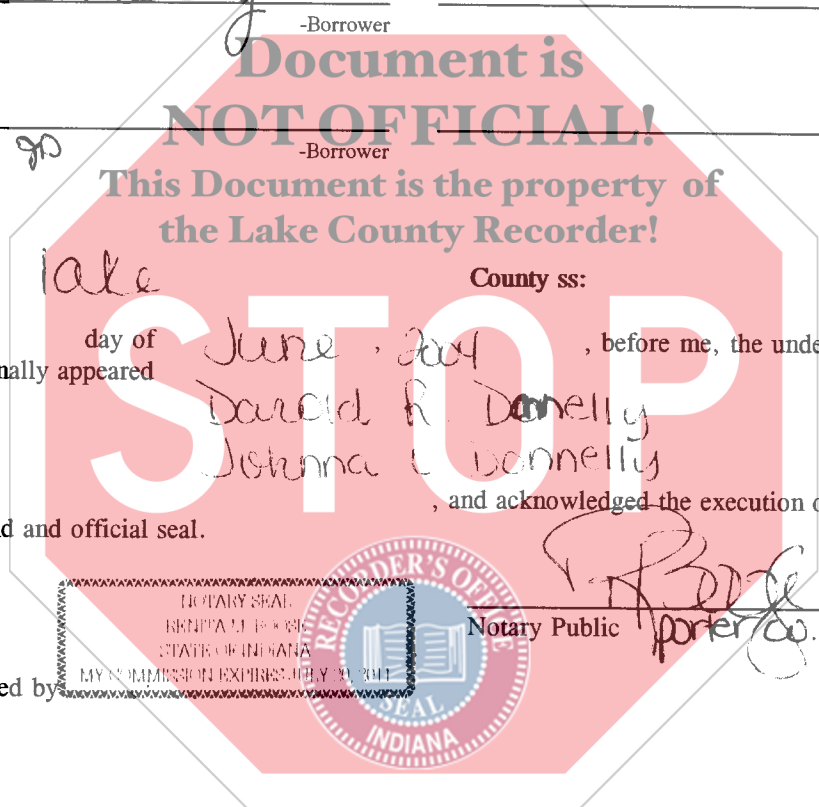 -Borrower
Document is
NOT OFFICIAL!
-Borrower
This Document is the property of
the Lake County Recorder!
lake County ss:
day of June, 2004, before me, the unde
nally appeared
Darold R. Donnelly
Johnna L Donnelly
, and acknowledged the execution o
d and official seal.
STOP
NOTARY SEAL
RENITA M.
STATE OF INDIANA
MY COMMISSION EXPIRES JULY 20, 2011
Notary Public porter co.
ed by
RECORDER'S OFFICE
SEAL
INDIANA